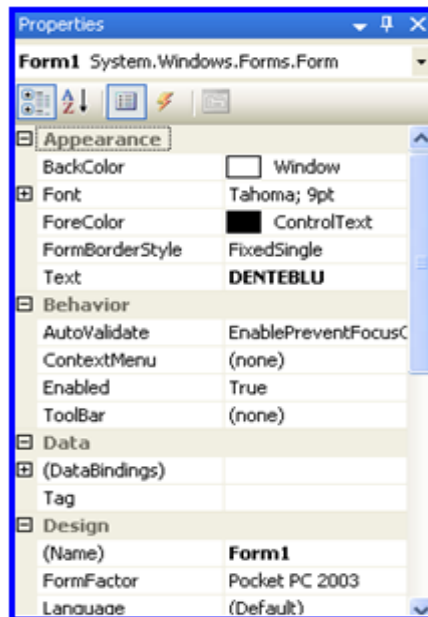 Properties
Form1 System.Windows.Forms.Form
Appearance
BackColor Window
Font Tahoma; 9pt
ForeColor ControlText
FormBorderStyle FixedSingle
Text DENTEBLU
Behavior
AutoValidate EnablePreventFocusC
ContextMenu (none)
Enabled True
ToolBar (none)
Data
(DataBindings)
Tag
Design
(Name) Form1
FormFactor Pocket PC 2003
Language (Default)